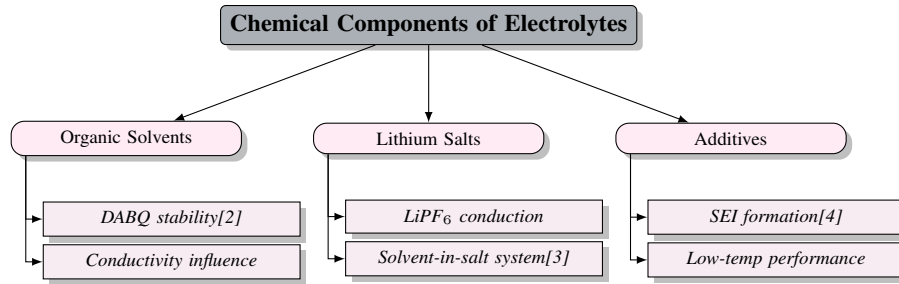 Chemical Components of Electrolytes
Organic Solvents
DABQ stability[2]
Conductivity influence
Lithium Salts
LiPF₆ conduction
Solvent-in-salt system[3]
Additives
SEI formation[4]
Low-temp performance